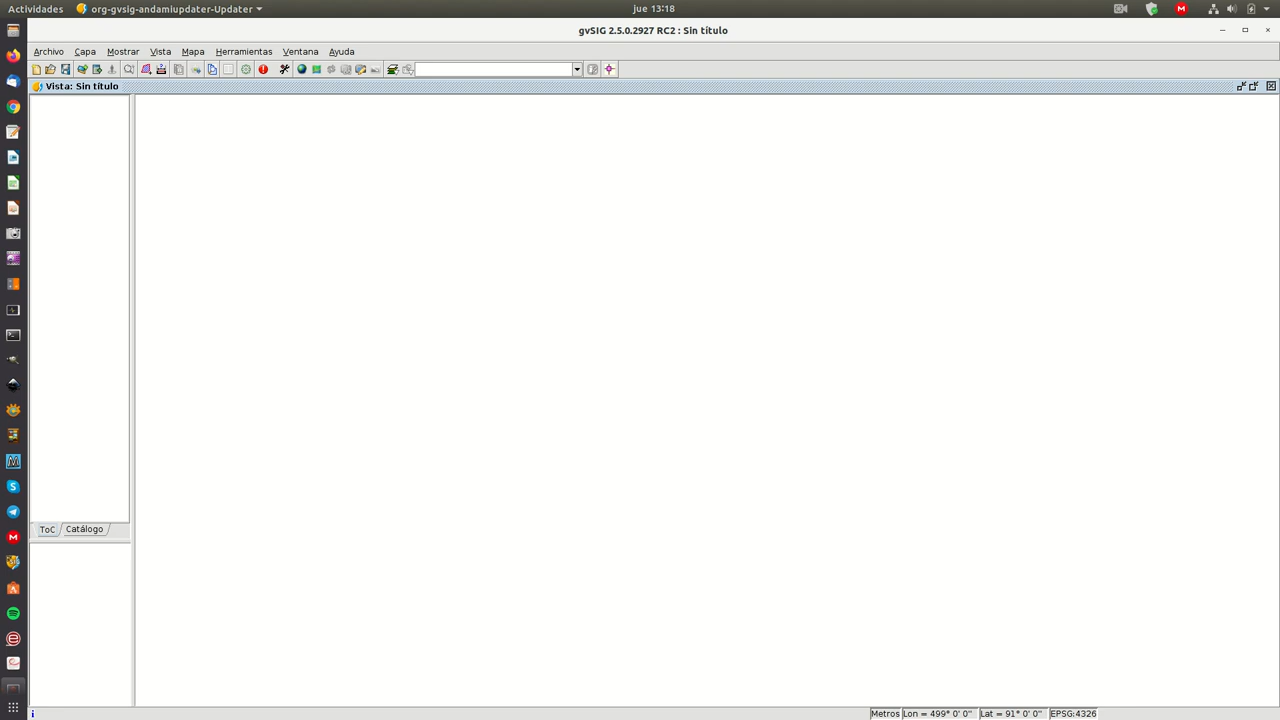 Actividades org-gvsig-andamiupdater-Updater jue 13:18
gvSIG 2.5.0.2927 RC2 : Sin título
Archivo Capa Mostrar Vista Mapa Herramientas Ventana Ayuda
Vista: Sin título
ToC Catálogo
Metros Lon = 499° 0' 0'' Lat = 91° 0' 0'' EPSG:4326